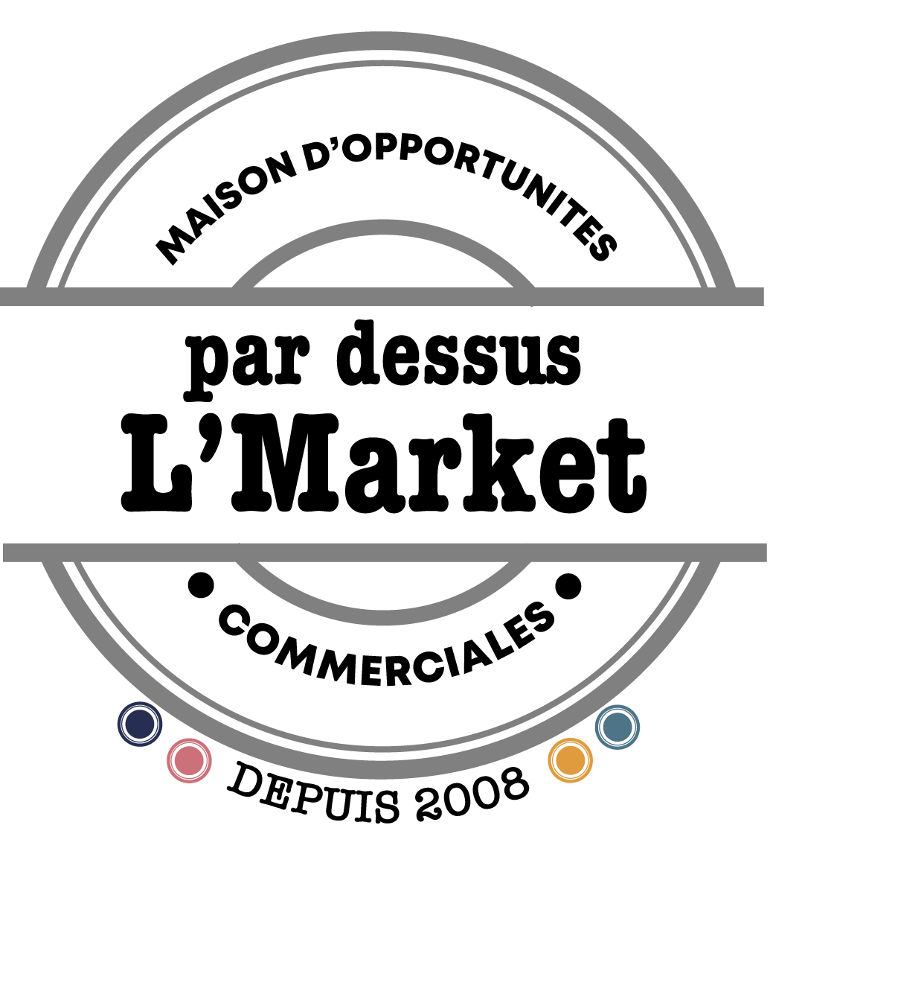 MAISON D’OPPORTUNITES
par dessus
L’Market
• COMMERCIALES •
DEPUIS 2008